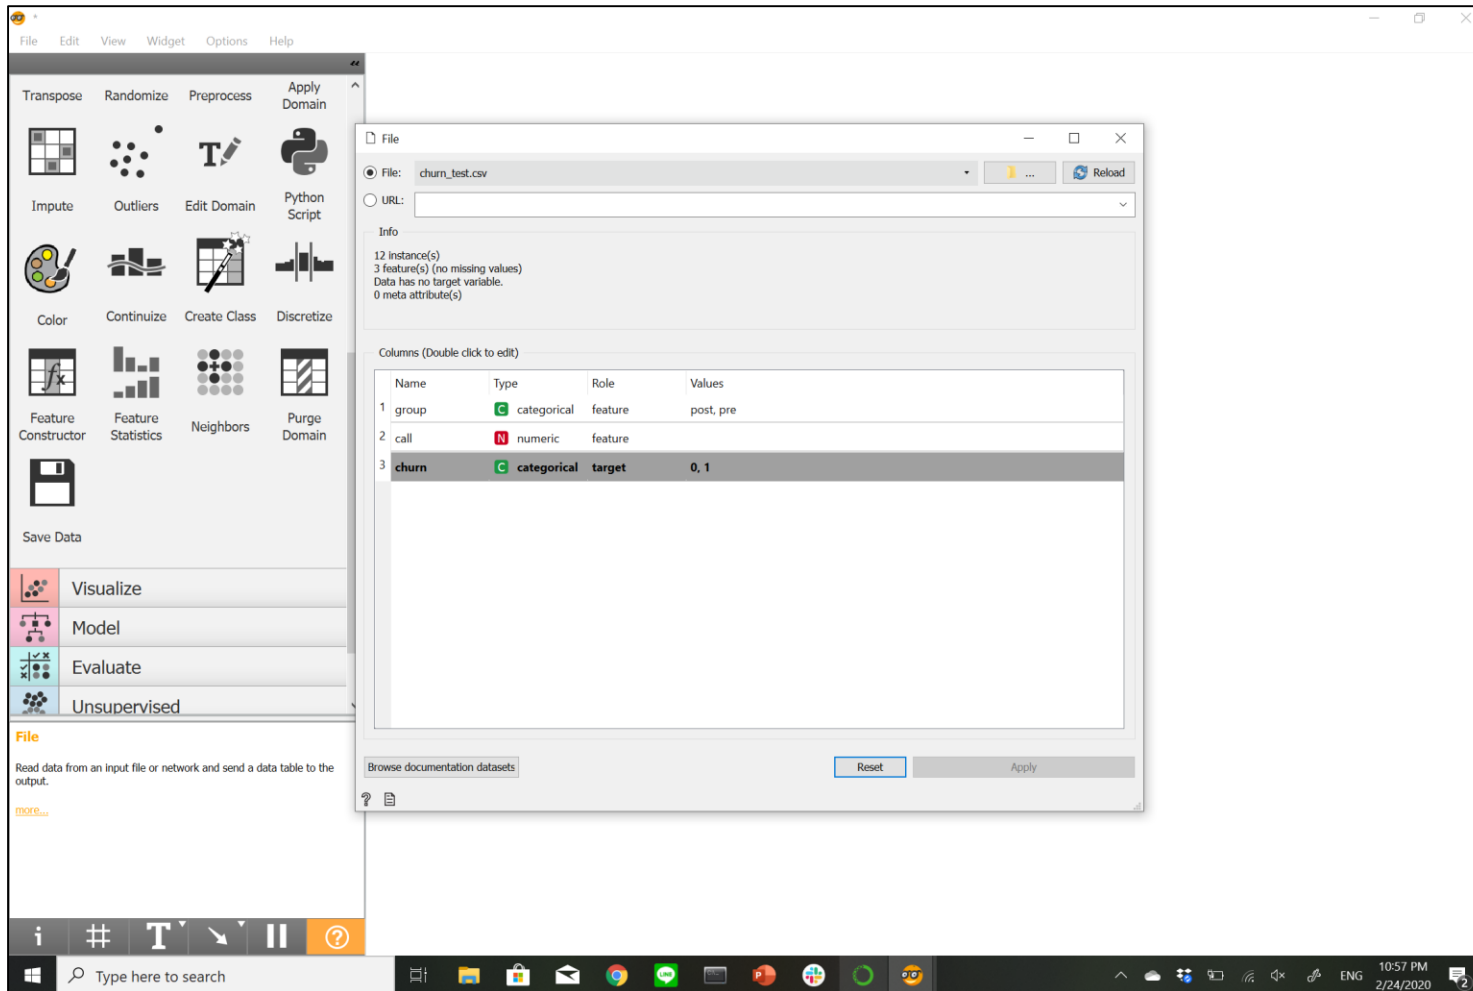 File Edit View Widget Options Help
Transpose Randomize Preprocess Apply Domain
Impute Outliers Edit Domain Python Script
Color Continuize Create Class Discretize
Feature Constructor Feature Statistics Neighbors Purge Domain
Save Data
Visualize
Model
Evaluate
Unsupervised
File
Read data from an input file or network and send a data table to the
output.
more...
File
File: churn_test.csv ... Reload
URL:
Info
12 instance(s)
3 feature(s) (no missing values)
Data has no target variable.
0 meta attribute(s)
Columns (Double click to edit)
Name Type Role Values
1 group C categorical feature post, pre
2 call N numeric feature
3 churn C categorical target 0, 1
Browse documentation datasets Reset Apply
Type here to search
ENG
10:57 PM
2/24/2020
2